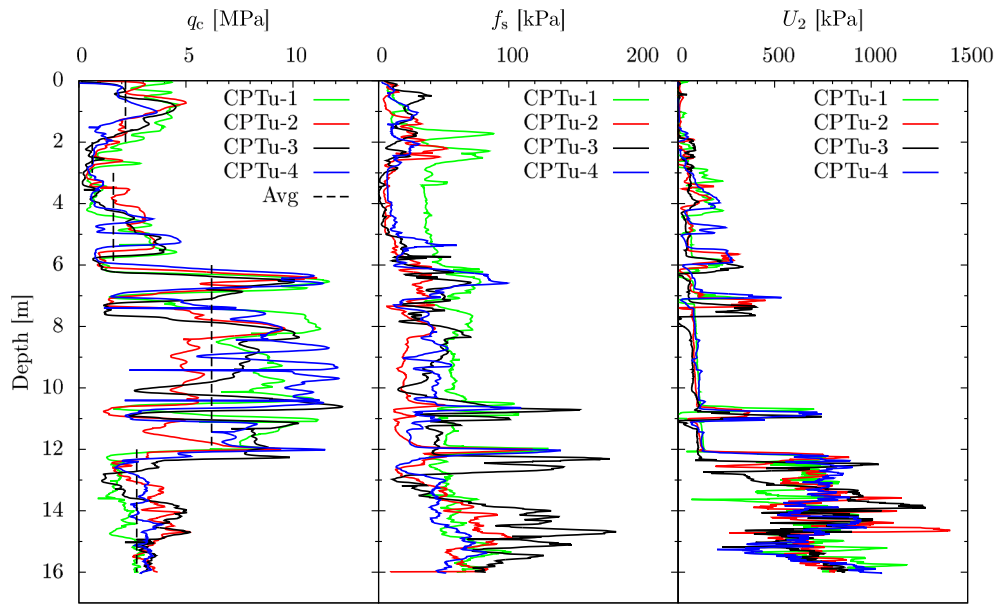 q_c [MPa] f_s [kPa] U_2 [kPa]
0 5 10 0 100 200 0 500 1000 1500
0
2
4
6
8
10
12
14
16
Depth [m]
CPTu-1
CPTu-2
CPTu-3
CPTu-4
Avg
CPTu-1
CPTu-2
CPTu-3
CPTu-4
CPTu-1
CPTu-2
CPTu-3
CPTu-4